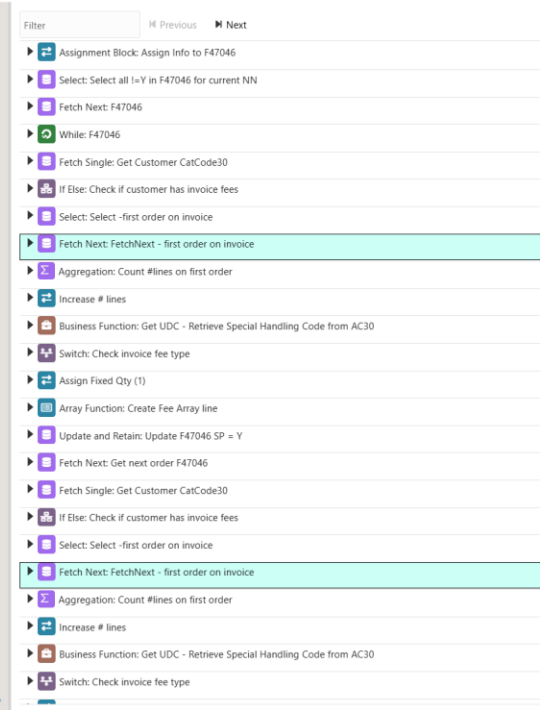 Filter
Previous
Next
Assignment Block: Assign Info to F47046
Select: Select all !=Y in F47046 for current NN
Fetch Next: F47046
While: F47046
Fetch Single: Get Customer CatCode30
If Else: Check if customer has invoice fees
Select: Select -first order on invoice
Fetch Next: FetchNext - first order on invoice
Aggregation: Count #lines on first order
Increase # lines
Business Function: Get UDC - Retrieve Special Handling Code from AC30
Switch: Check invoice fee type
Assign Fixed Qty (1)
Array Function: Create Fee Array line
Update and Retain: Update F47046 SP = Y
Fetch Next: Get next order F47046
Fetch Single: Get Customer CatCode30
If Else: Check if customer has invoice fees
Select: Select -first order on invoice
Fetch Next: FetchNext - first order on invoice
Aggregation: Count #lines on first order
Increase # lines
Business Function: Get UDC - Retrieve Special Handling Code from AC30
Switch: Check invoice fee type